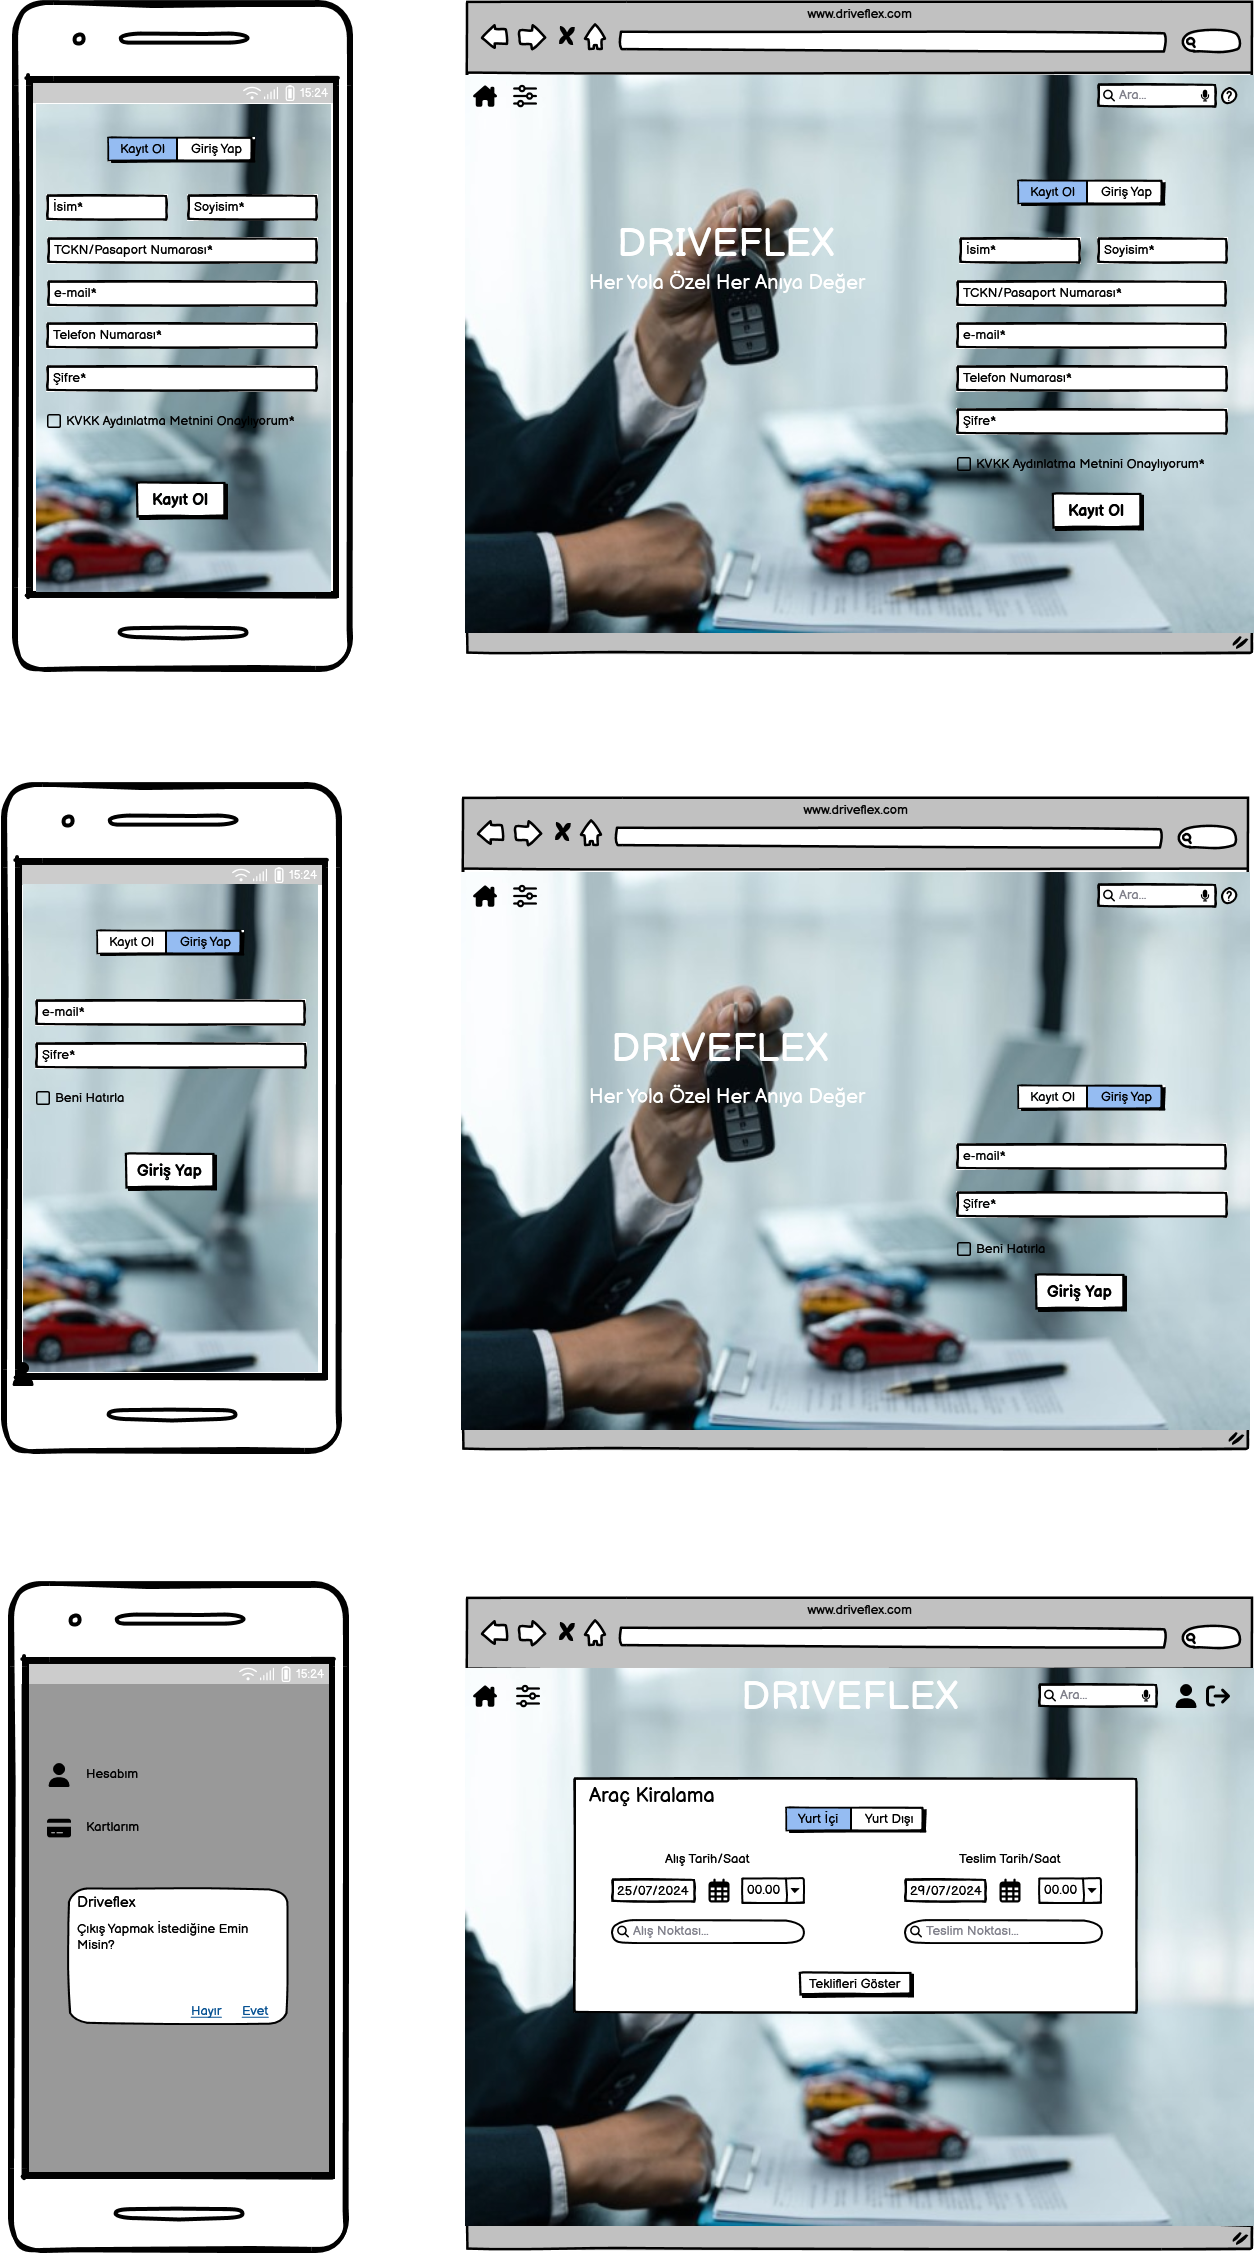 15:24
Kayıt Ol Giriş Yap
İsim* Soyisim*
TCKN/Pasaport Numarası*
e-mail*
Telefon Numarası*
Şifre*
KVKK Aydınlatma Metnini Onaylıyorum*
Kayıt Ol
www.driveflex.com
Ara...
DRIVEFLEX
Her Yola Özel Her Anıya Değer
Kayıt Ol Giriş Yap
İsim* Soyisim*
TCKN/Pasaport Numarası*
e-mail*
Telefon Numarası*
Şifre*
KVKK Aydınlatma Metnini Onaylıyorum*
Kayıt Ol
15:24
Kayıt Ol Giriş Yap
e-mail*
Şifre*
Beni Hatırla
Giriş Yap
www.driveflex.com
Ara...
DRIVEFLEX
Her Yola Özel Her Anıya Değer
Kayıt Ol Giriş Yap
e-mail*
Şifre*
Beni Hatırla
Giriş Yap
15:24
Hesabım
Kartlarım
Driveflex
Çıkış Yapmak İstediğine Emin
Misin?
Hayır Evet
www.driveflex.com
DRIVEFLEX
Ara...
Araç Kiralama
Yurt İçi Yurt Dışı
Alış Tarih/Saat Teslim Tarih/Saat
25/07/2024 00.00 29/07/2024 00.00
Alış Noktası... Teslim Noktası...
Teklifleri Göster